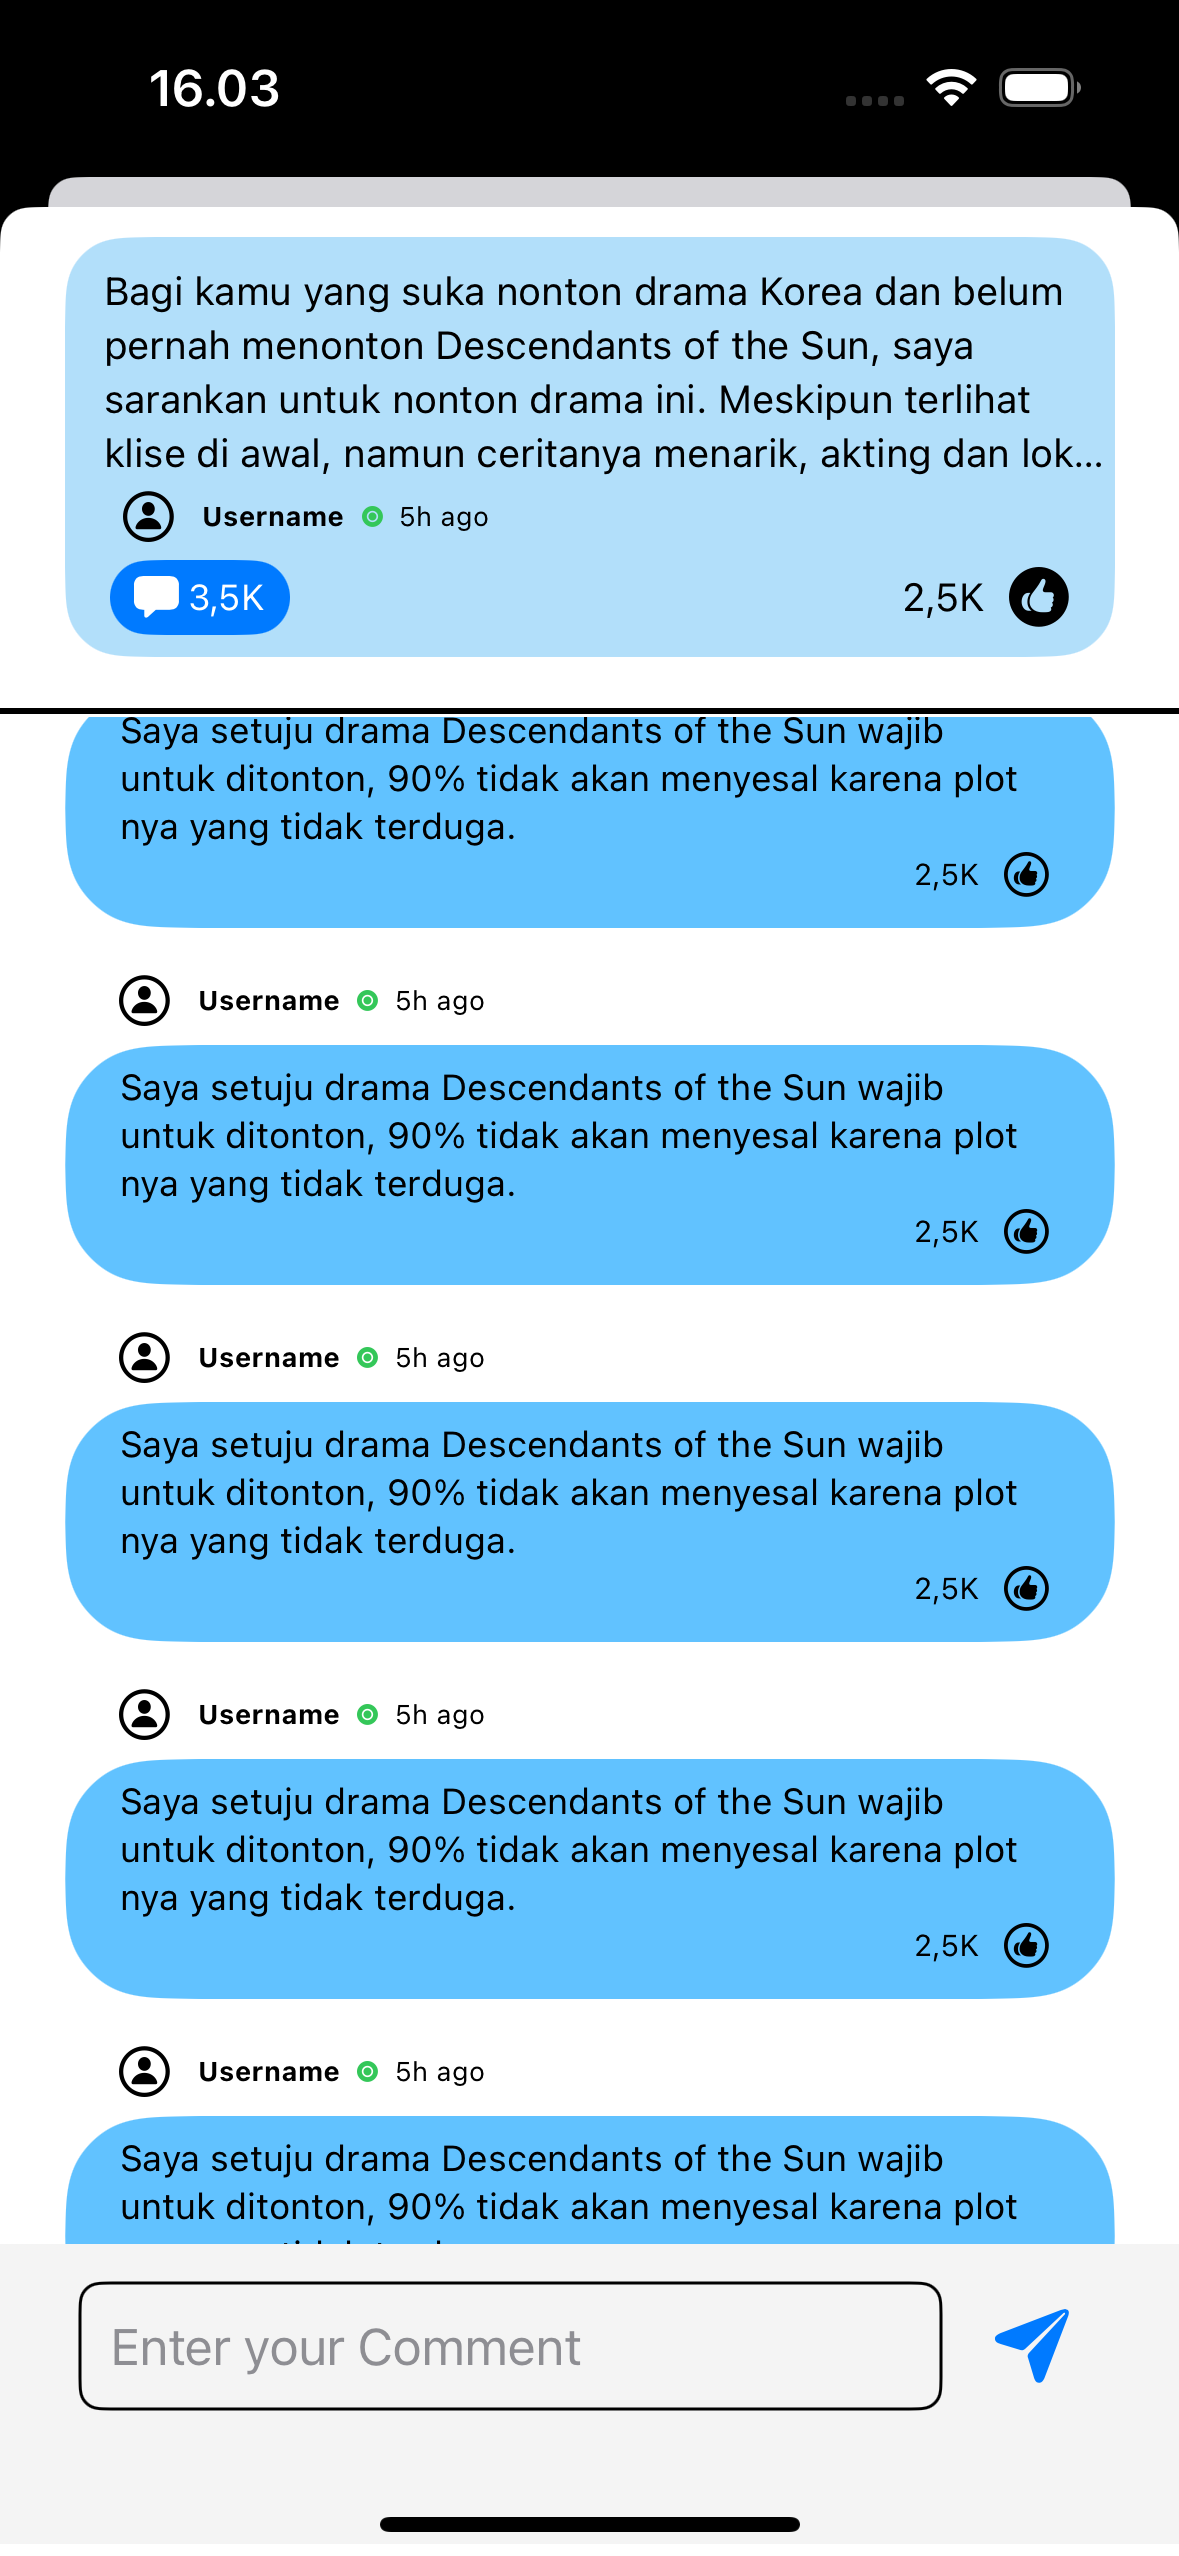 16.03
Bagi kamu yang suka nonton drama Korea dan belum
pernah menonton Descendants of the Sun, saya
sarankan untuk nonton drama ini. Meskipun terlihat
klise di awal, namun ceritanya menarik, akting dan lok...
Username 5h ago
3,5K 2,5K
Saya setuju drama Descendants of the Sun wajib
untuk ditonton, 90% tidak akan menyesal karena plot
nya yang tidak terduga.
2,5K
Username 5h ago
Saya setuju drama Descendants of the Sun wajib
untuk ditonton, 90% tidak akan menyesal karena plot
nya yang tidak terduga.
2,5K
Username 5h ago
Saya setuju drama Descendants of the Sun wajib
untuk ditonton, 90% tidak akan menyesal karena plot
nya yang tidak terduga.
2,5K
Username 5h ago
Saya setuju drama Descendants of the Sun wajib
untuk ditonton, 90% tidak akan menyesal karena plot
nya yang tidak terduga.
2,5K
Username 5h ago
Saya setuju drama Descendants of the Sun wajib
untuk ditonton, 90% tidak akan menyesal karena plot
Enter your Comment